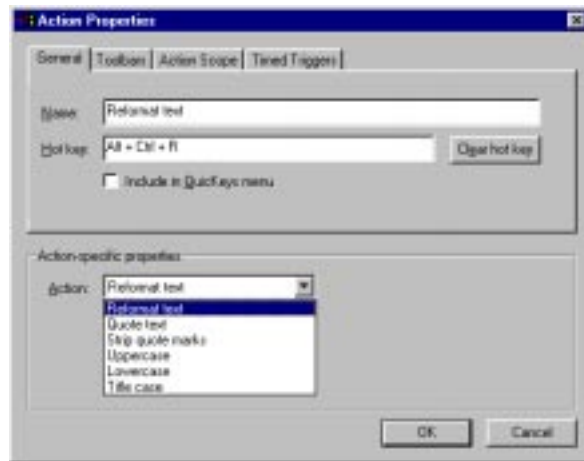 Action Properties
General Toolbars Action Scope Timed Triggers
Name: Reformat text
Hot key: Alt + Ctrl + R Clear hot key
Include in QuicKeys menu
Action-specific properties
Action: Reformat text
Reformat text
Quote text
Strip quote marks
Uppercase
Lowercase
Title case
OK Cancel